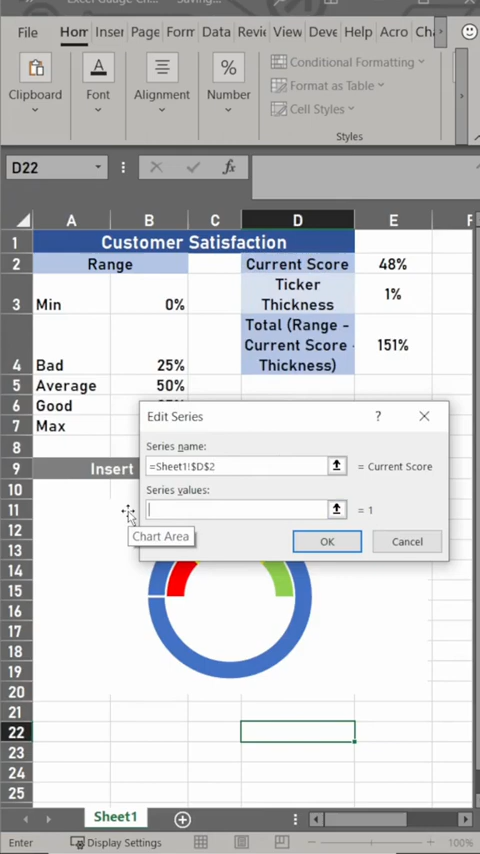 Excel Gauge Ch... Saving...
File Hom Inser Page Form Data Revie View Deve Help Acro Cha
Clipboard Font Alignment Number
Conditional Formatting
Format as Table
Cell Styles
Styles
D22 fx
A B C D E F
1 Customer Satisfaction
2 Range Current Score 48%
3 Min 0% Ticker Thickness 1%
4 Bad 25% Total (Range - Current Score - Thickness) 151%
5 Average 50%
6 Good
7 Max
8
9 Insert
10
11
12
13
14
15
16
17
18
19
20
21
22
23
24
25
Edit Series ?
Series name:
=Sheet1!$D$2 = Current Score
Series values:
= 1
OK Cancel
Chart Area
Sheet1
Enter Display Settings 100%